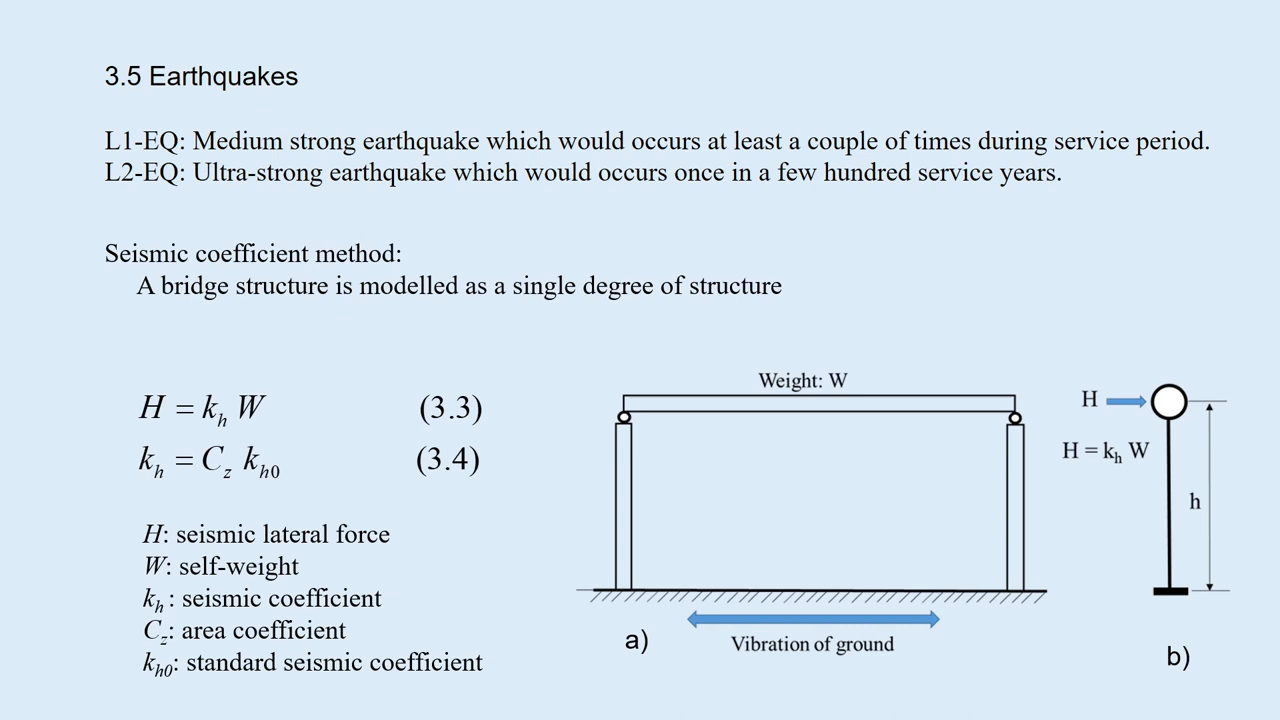 3.5 Earthquakes
L1-EQ: Medium strong earthquake which would occurs at least a couple of times during service period.
L2-EQ: Ultra-strong earthquake which would occurs once in a few hundred service years.
Seismic coefficient method:
A bridge structure is modelled as a single degree of structure
H = k_h W (3.3)
k_h = C_z k_h0 (3.4)
H: seismic lateral force
W: self-weight
k_h : seismic coefficient
C_z: area coefficient
k_h0: standard seismic coefficient
Weight: W
a)
Vibration of ground
H
H = k_h W
h
b)